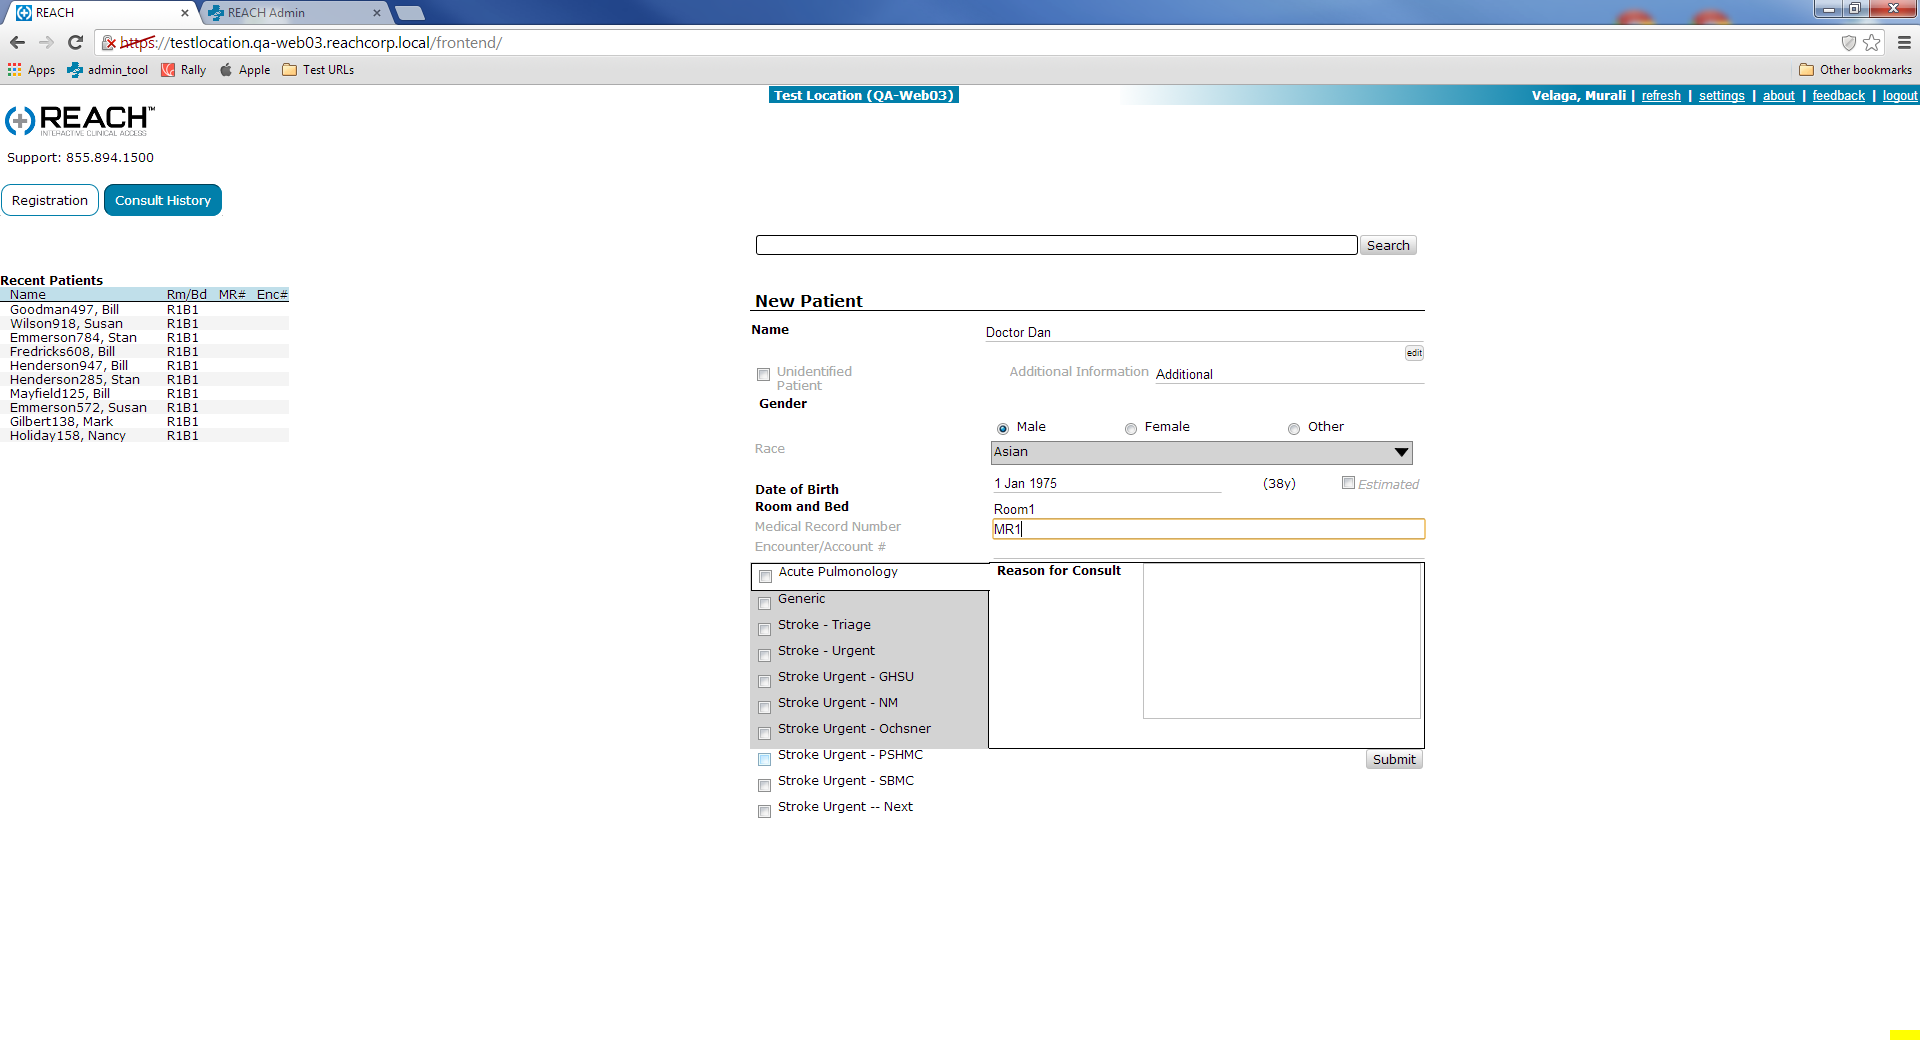 REACH
REACH Admin
https://testlocation.qa-web03.reachcorp.local/frontend/
Apps admin_tool Rally Apple Test URLs Other bookmarks
Test Location (QA-Web03) Velaga, Murali | refresh | settings | about | feedback | logout
REACH™
INTERACTIVE CLINICAL ACCESS
Support: 855.894.1500
Registration Consult History
Search
Recent Patients
Name Rm/Bd MR# Enc#
Goodman497, Bill R1B1
Wilson918, Susan R1B1
Emmerson784, Stan R1B1
Fredricks608, Bill R1B1
Henderson947, Bill R1B1
Henderson285, Stan R1B1
Mayfield125, Bill R1B1
Emmerson572, Susan R1B1
Gilbert138, Mark R1B1
Holiday158, Nancy R1B1
New Patient
Name Doctor Dan
edit
Unidentified
Patient
Additional Information Additional
Gender
Male Female Other
Race Asian
Date of Birth 1 Jan 1975 (38y) Estimated
Room and Bed Room1
Medical Record Number MR1
Encounter/Account #
Acute Pulmonology
Generic
Stroke - Triage
Stroke - Urgent
Stroke Urgent - GHSU
Stroke Urgent - NM
Stroke Urgent - Ochsner
Stroke Urgent - PSHMC
Stroke Urgent - SBMC
Stroke Urgent -- Next
Reason for Consult
Submit